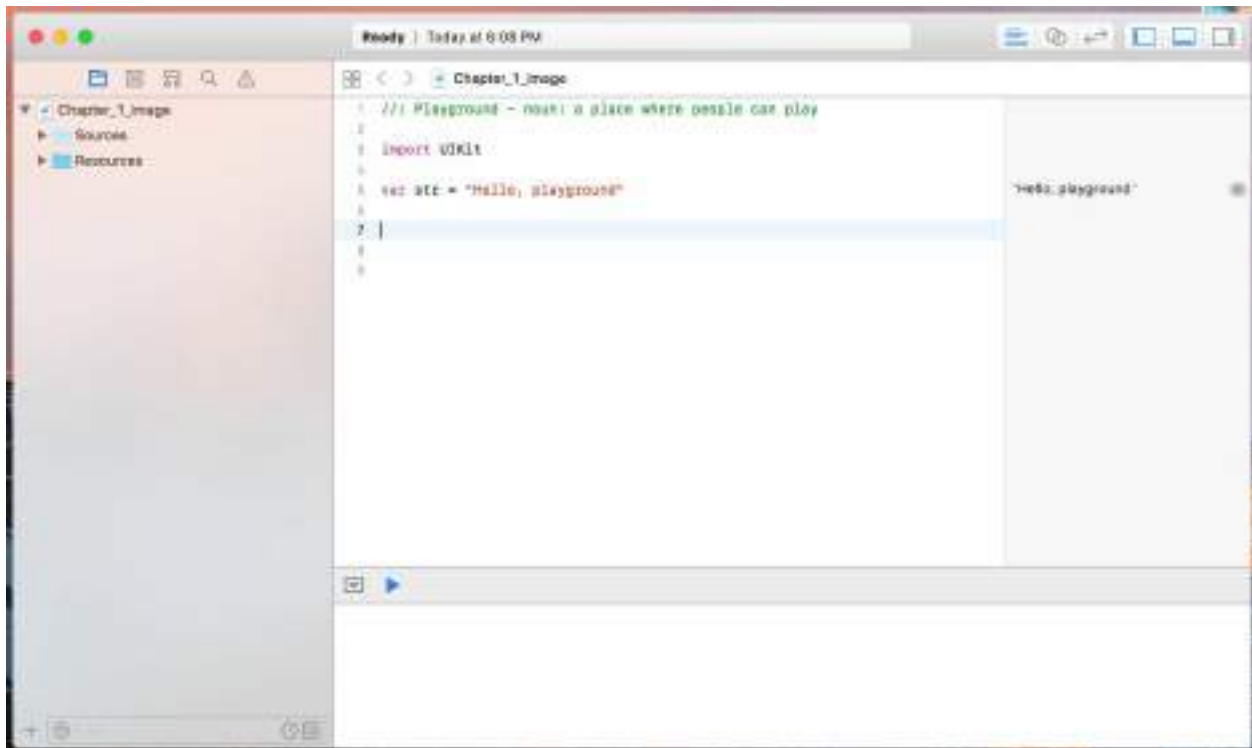 Ready | Today at 6:08 PM
Chapter_1_Image
Chapter_1_Image
Sources
Resources
1 //: Playground - noun: a place where people can play
2
3 import UIKit
4
5 var str = "Hello, playground"
6
7
8
9
"Hello, playground"